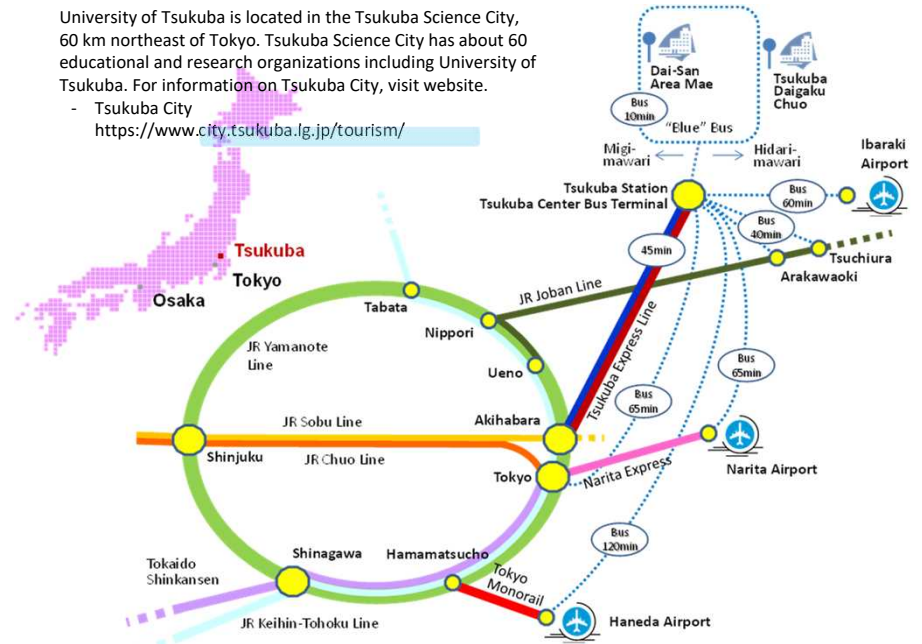 University of Tsukuba is located in the Tsukuba Science City,
60 km northeast of Tokyo. Tsukuba Science City has about 60
educational and research organizations including University of
Tsukuba. For information on Tsukuba City, visit website.
- Tsukuba City
https://www.city.tsukuba.lg.jp/tourism/
Dai-San
Area Mae
Tsukuba
Daigaku
Chuo
Bus
10min
"Blue" Bus
Migi-
mawari
Hidari-
mawari
Ibaraki
Airport
Tsukuba Station
Tsukuba Center Bus Terminal
Bus
60min
Bus
40min
45min
Tsuchiura
Arakawaoki
Tsukuba
Tokyo
Osaka
JR Joban Line
Tabata
Nippori
JR Yamanote
Line
Ueno
Tsukuba Express Line
Bus
65min
Bus
65min
JR Sobu Line
Akihabara
Shinjuku
JR Chuo Line
Tokyo
Narita Express
Narita Airport
Bus
120min
Shinagawa
Hamamatsucho
Tokaido
Shinkansen
Tokyo
Monorail
JR Keihin-Tohoku Line
Haneda Airport